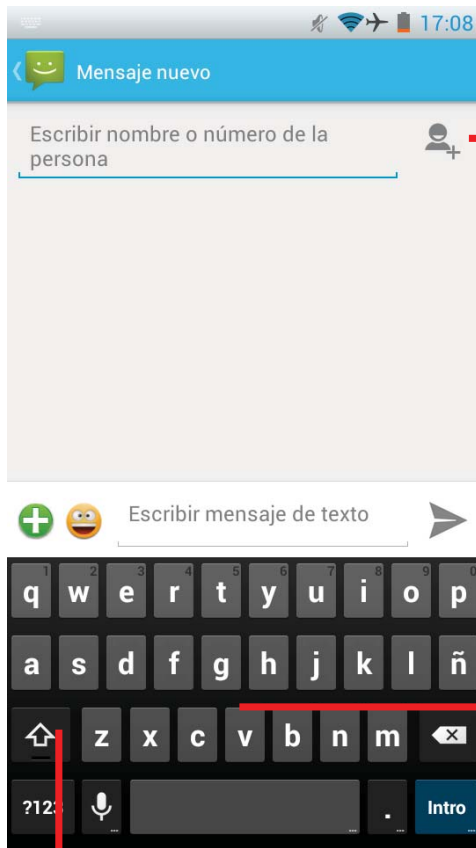 17:08
Mensaje nuevo
Escribir nombre o número de la
persona
Escribir mensaje de texto
1 2 3 4 5 6 7 8 9 0
q w e r t y u i o p
a s d f g h j k l ñ
z x c v b n m
?123 ... ... . ... Intro ...